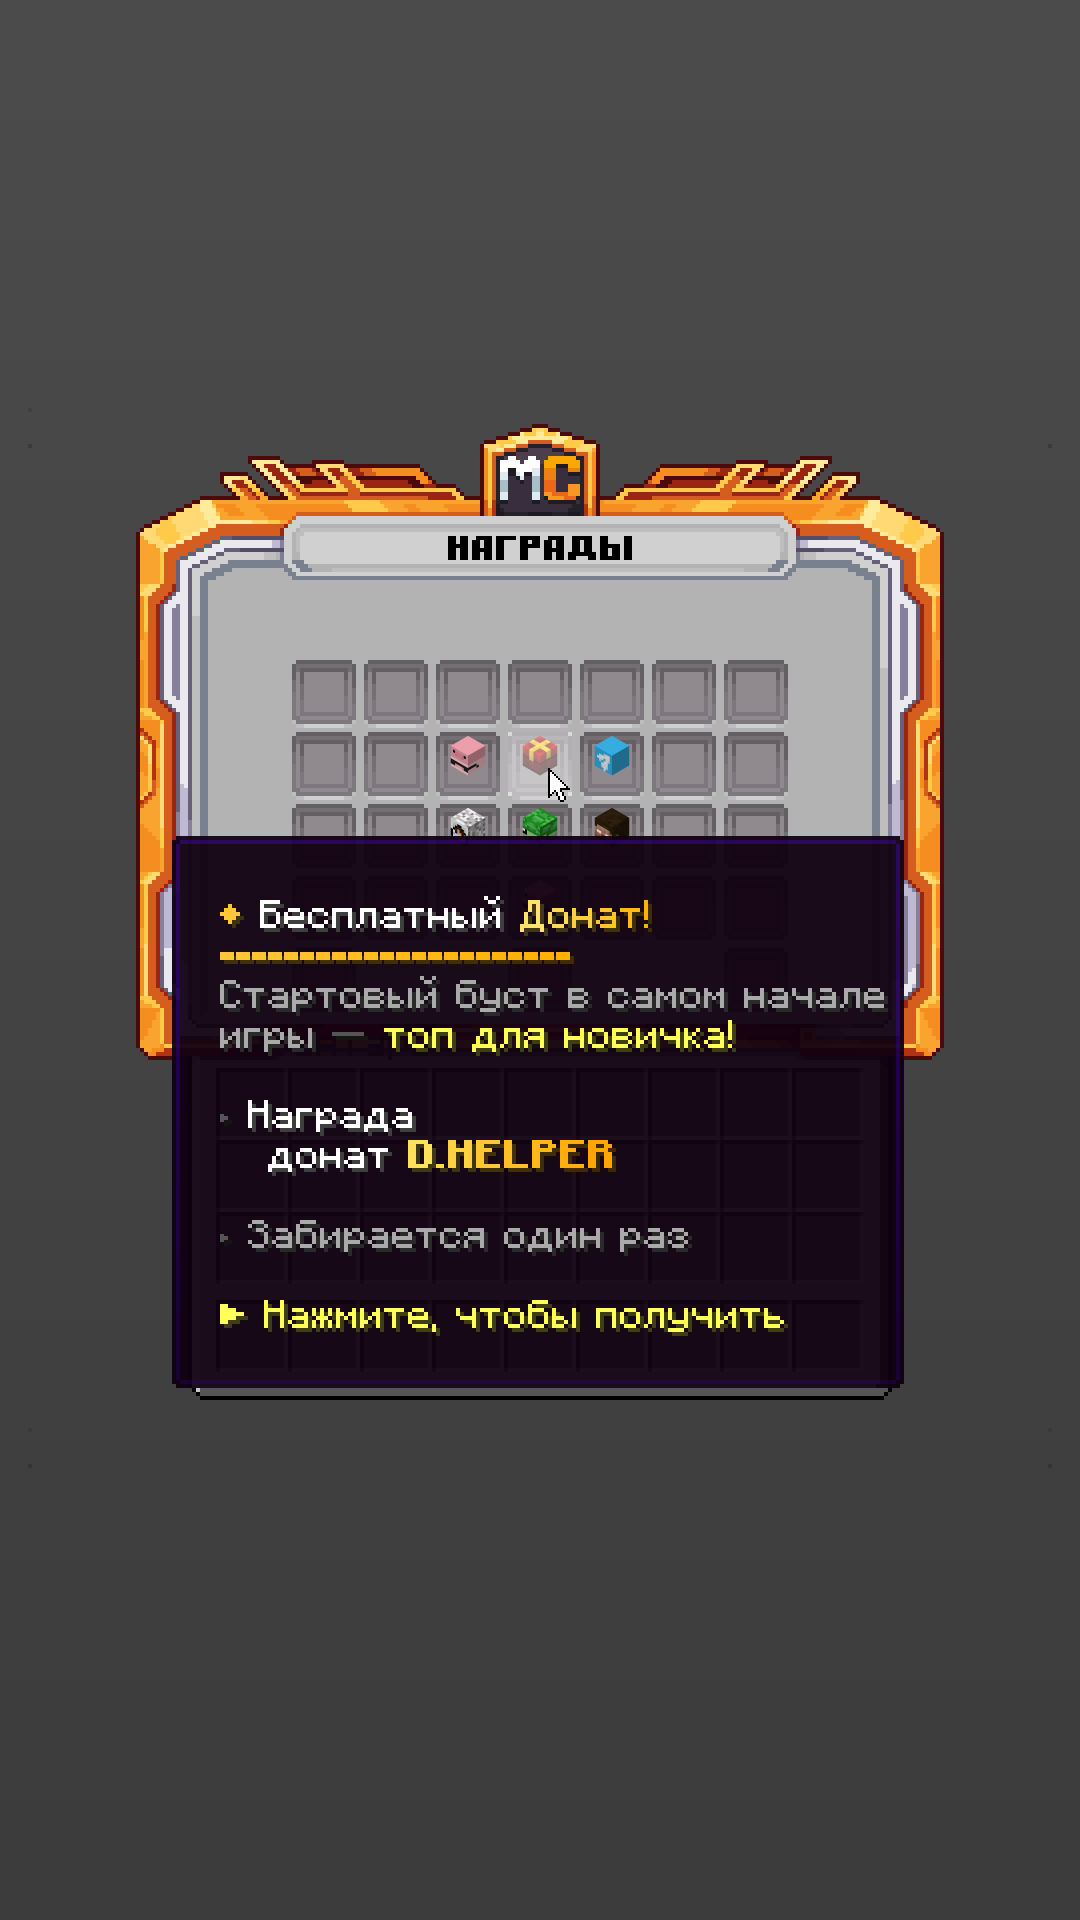 MC
НАГРАДЫ
Бесплатный Донат!
Стартовый буст в самом начале
игры — топ для новичка!
Награда
донат D.HELPER
Забирается один раз
Нажмите, чтобы получить